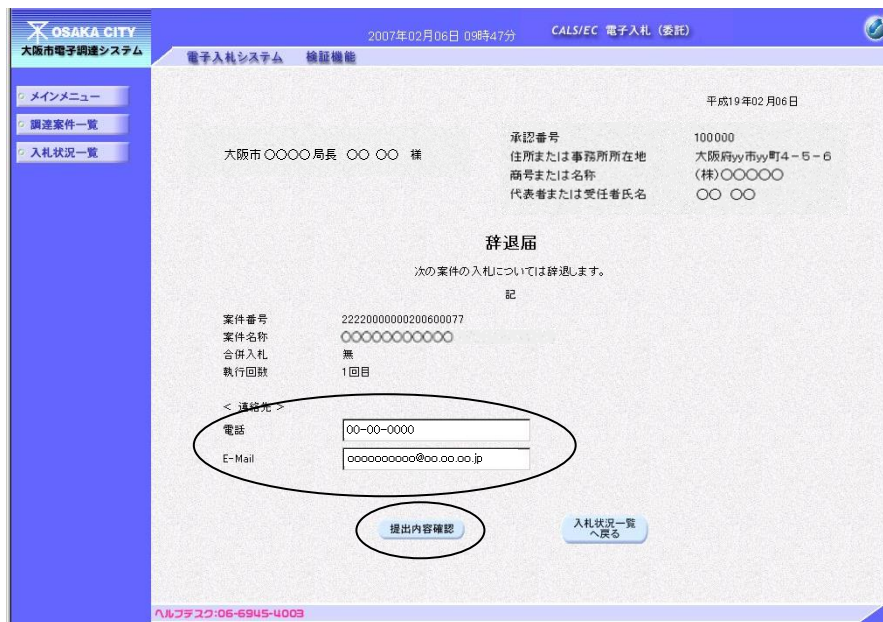 OSAKA CITY
大阪市電子調達システム
2007年02月06日 09時47分
CALS/EC 電子入札(委託)
電子入札システム 検証機能
メインメニュー
調達案件一覧
入札状況一覧
平成19年02月06日
大阪市○○○○局長 ○○ ○○ 様
承認番号 100000
住所または事務所所在地 大阪府yy市yy町4-5-6
商号または名称 (株)○○○○○
代表者または受任者氏名 ○○ ○○
辞退届
次の案件の入札については辞退します。
記
案件番号 22220000000200600077
案件名称 ○○○○○○○○○○○
合併入札 無
執行回数 1回目
< 連絡先 >
電話 00-00-0000
E-Mail oooooooooo@oo.oo.oo.jp
提出内容確認
入札状況一覧
へ戻る
ヘルプデスク:06-6945-4003